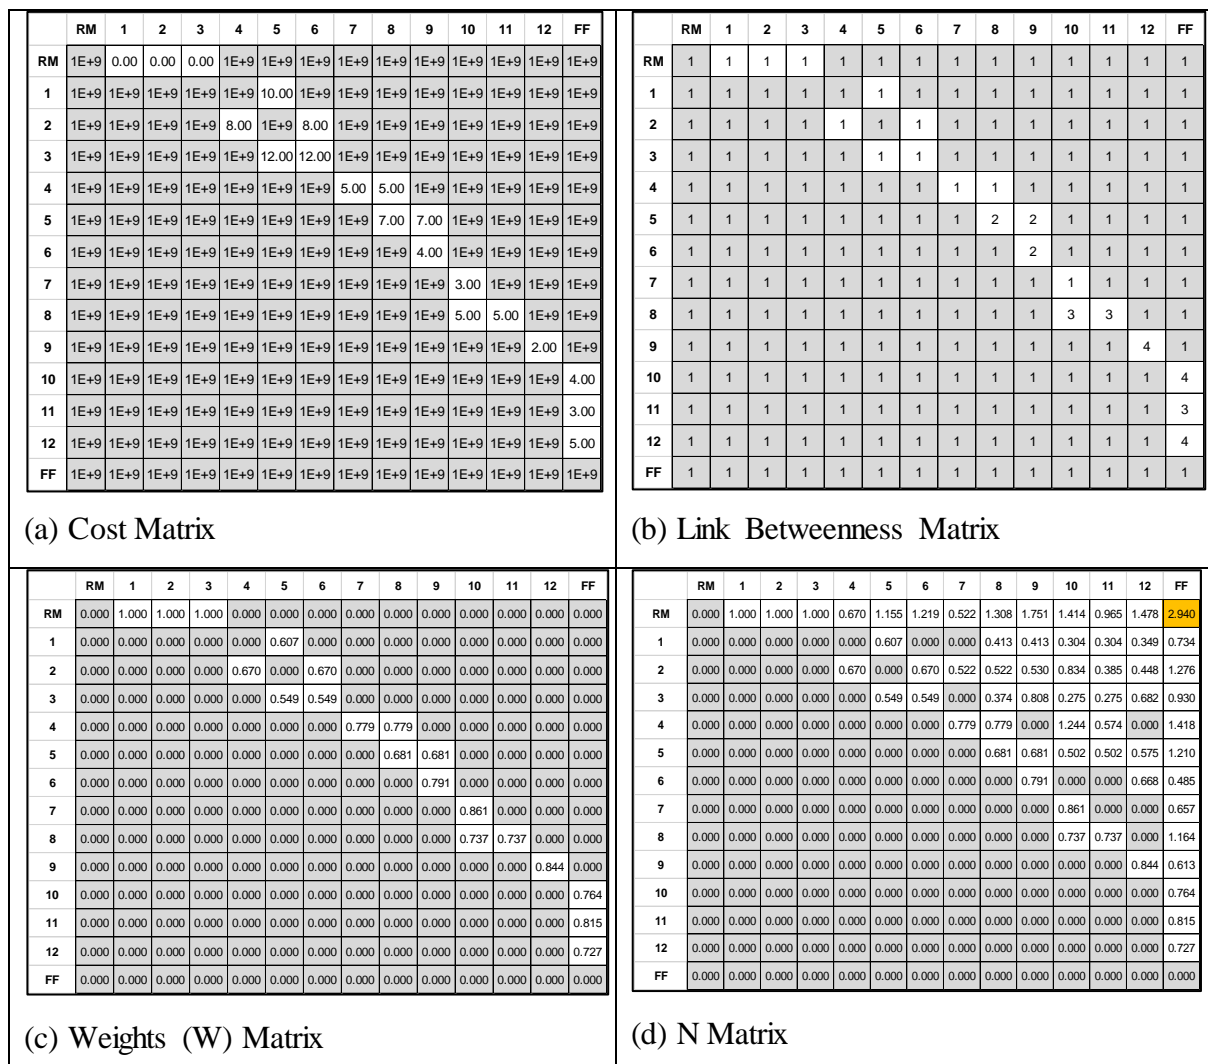 RM 1 2 3 4 5 6 7 8 9 10 11 12 FF
RM 1E+9 0.00 0.00 0.00 1E+9 1E+9 1E+9 1E+9 1E+9 1E+9 1E+9 1E+9 1E+9 1E+9
1 1E+9 1E+9 1E+9 1E+9 1E+9 10.00 1E+9 1E+9 1E+9 1E+9 1E+9 1E+9 1E+9 1E+9
2 1E+9 1E+9 1E+9 1E+9 8.00 1E+9 8.00 1E+9 1E+9 1E+9 1E+9 1E+9 1E+9 1E+9
3 1E+9 1E+9 1E+9 1E+9 1E+9 12.00 12.00 1E+9 1E+9 1E+9 1E+9 1E+9 1E+9 1E+9
4 1E+9 1E+9 1E+9 1E+9 1E+9 1E+9 1E+9 5.00 5.00 1E+9 1E+9 1E+9 1E+9 1E+9
5 1E+9 1E+9 1E+9 1E+9 1E+9 1E+9 1E+9 1E+9 7.00 7.00 1E+9 1E+9 1E+9 1E+9
6 1E+9 1E+9 1E+9 1E+9 1E+9 1E+9 1E+9 1E+9 1E+9 4.00 1E+9 1E+9 1E+9 1E+9
7 1E+9 1E+9 1E+9 1E+9 1E+9 1E+9 1E+9 1E+9 1E+9 1E+9 3.00 1E+9 1E+9 1E+9
8 1E+9 1E+9 1E+9 1E+9 1E+9 1E+9 1E+9 1E+9 1E+9 1E+9 5.00 5.00 1E+9 1E+9
9 1E+9 1E+9 1E+9 1E+9 1E+9 1E+9 1E+9 1E+9 1E+9 1E+9 1E+9 1E+9 2.00 1E+9
10 1E+9 1E+9 1E+9 1E+9 1E+9 1E+9 1E+9 1E+9 1E+9 1E+9 1E+9 1E+9 1E+9 4.00
11 1E+9 1E+9 1E+9 1E+9 1E+9 1E+9 1E+9 1E+9 1E+9 1E+9 1E+9 1E+9 1E+9 3.00
12 1E+9 1E+9 1E+9 1E+9 1E+9 1E+9 1E+9 1E+9 1E+9 1E+9 1E+9 1E+9 1E+9 5.00
FF 1E+9 1E+9 1E+9 1E+9 1E+9 1E+9 1E+9 1E+9 1E+9 1E+9 1E+9 1E+9 1E+9 1E+9
(a) Cost Matrix
RM 1 2 3 4 5 6 7 8 9 10 11 12 FF
RM 1 1 1 1 1 1 1 1 1 1 1 1 1 1
1 1 1 1 1 1 1 1 1 1 1 1 1 1 1
2 1 1 1 1 1 1 1 1 1 1 1 1 1 1
3 1 1 1 1 1 1 1 1 1 1 1 1 1 1
4 1 1 1 1 1 1 1 1 1 1 1 1 1 1
5 1 1 1 1 1 1 1 1 2 2 1 1 1 1
6 1 1 1 1 1 1 1 1 1 2 1 1 1 1
7 1 1 1 1 1 1 1 1 1 1 1 1 1 1
8 1 1 1 1 1 1 1 1 1 1 3 3 1 1
9 1 1 1 1 1 1 1 1 1 1 1 1 4 1
10 1 1 1 1 1 1 1 1 1 1 1 1 1 4
11 1 1 1 1 1 1 1 1 1 1 1 1 1 3
12 1 1 1 1 1 1 1 1 1 1 1 1 1 4
FF 1 1 1 1 1 1 1 1 1 1 1 1 1 1
(b) Link Betweenness Matrix
RM 1 2 3 4 5 6 7 8 9 10 11 12 FF
RM 0.000 1.000 1.000 1.000 0.000 0.000 0.000 0.000 0.000 0.000 0.000 0.000 0.000 0.000
1 0.000 0.000 0.000 0.000 0.000 0.607 0.000 0.000 0.000 0.000 0.000 0.000 0.000 0.000
2 0.000 0.000 0.000 0.000 0.670 0.000 0.670 0.000 0.000 0.000 0.000 0.000 0.000 0.000
3 0.000 0.000 0.000 0.000 0.000 0.549 0.549 0.000 0.000 0.000 0.000 0.000 0.000 0.000
4 0.000 0.000 0.000 0.000 0.000 0.000 0.000 0.779 0.779 0.000 0.000 0.000 0.000 0.000
5 0.000 0.000 0.000 0.000 0.000 0.000 0.000 0.000 0.681 0.681 0.000 0.000 0.000 0.000
6 0.000 0.000 0.000 0.000 0.000 0.000 0.000 0.000 0.000 0.791 0.000 0.000 0.000 0.000
7 0.000 0.000 0.000 0.000 0.000 0.000 0.000 0.000 0.000 0.000 0.861 0.000 0.000 0.000
8 0.000 0.000 0.000 0.000 0.000 0.000 0.000 0.000 0.000 0.000 0.737 0.737 0.000 0.000
9 0.000 0.000 0.000 0.000 0.000 0.000 0.000 0.000 0.000 0.000 0.000 0.000 0.844 0.000
10 0.000 0.000 0.000 0.000 0.000 0.000 0.000 0.000 0.000 0.000 0.000 0.000 0.000 0.764
11 0.000 0.000 0.000 0.000 0.000 0.000 0.000 0.000 0.000 0.000 0.000 0.000 0.000 0.815
12 0.000 0.000 0.000 0.000 0.000 0.000 0.000 0.000 0.000 0.000 0.000 0.000 0.000 0.727
FF 0.000 0.000 0.000 0.000 0.000 0.000 0.000 0.000 0.000 0.000 0.000 0.000 0.000 0.000
(c) Weights (W) Matrix
RM 1 2 3 4 5 6 7 8 9 10 11 12 FF
RM 0.000 1.000 1.000 1.000 0.670 1.155 1.219 0.522 1.308 1.751 1.414 0.965 1.478 2.940
1 0.000 0.000 0.000 0.000 0.000 0.607 0.000 0.000 0.413 0.413 0.304 0.304 0.349 0.734
2 0.000 0.000 0.000 0.000 0.670 0.000 0.670 0.522 0.522 0.530 0.834 0.385 0.448 1.276
3 0.000 0.000 0.000 0.000 0.000 0.549 0.549 0.000 0.374 0.808 0.275 0.275 0.682 0.930
4 0.000 0.000 0.000 0.000 0.000 0.000 0.000 0.779 0.779 0.000 1.244 0.574 0.000 1.418
5 0.000 0.000 0.000 0.000 0.000 0.000 0.000 0.000 0.681 0.681 0.502 0.502 0.575 1.210
6 0.000 0.000 0.000 0.000 0.000 0.000 0.000 0.000 0.000 0.791 0.000 0.000 0.668 0.485
7 0.000 0.000 0.000 0.000 0.000 0.000 0.000 0.000 0.000 0.000 0.861 0.000 0.000 0.657
8 0.000 0.000 0.000 0.000 0.000 0.000 0.000 0.000 0.000 0.000 0.737 0.737 0.000 1.164
9 0.000 0.000 0.000 0.000 0.000 0.000 0.000 0.000 0.000 0.000 0.000 0.000 0.844 0.613
10 0.000 0.000 0.000 0.000 0.000 0.000 0.000 0.000 0.000 0.000 0.000 0.000 0.000 0.764
11 0.000 0.000 0.000 0.000 0.000 0.000 0.000 0.000 0.000 0.000 0.000 0.000 0.000 0.815
12 0.000 0.000 0.000 0.000 0.000 0.000 0.000 0.000 0.000 0.000 0.000 0.000 0.000 0.727
FF 0.000 0.000 0.000 0.000 0.000 0.000 0.000 0.000 0.000 0.000 0.000 0.000 0.000 0.000
(d) N Matrix